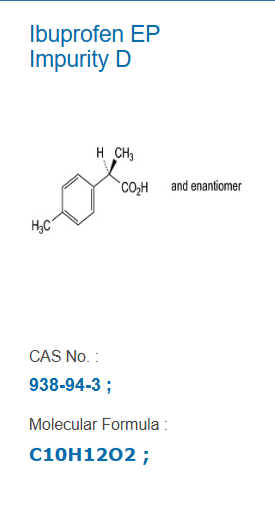 Ibuprofen EP
Impurity D
H CH₃
CO₂H and enantiomer
H₃C
CAS No. :
938-94-3 ;
Molecular Formula :
C10H12O2 ;